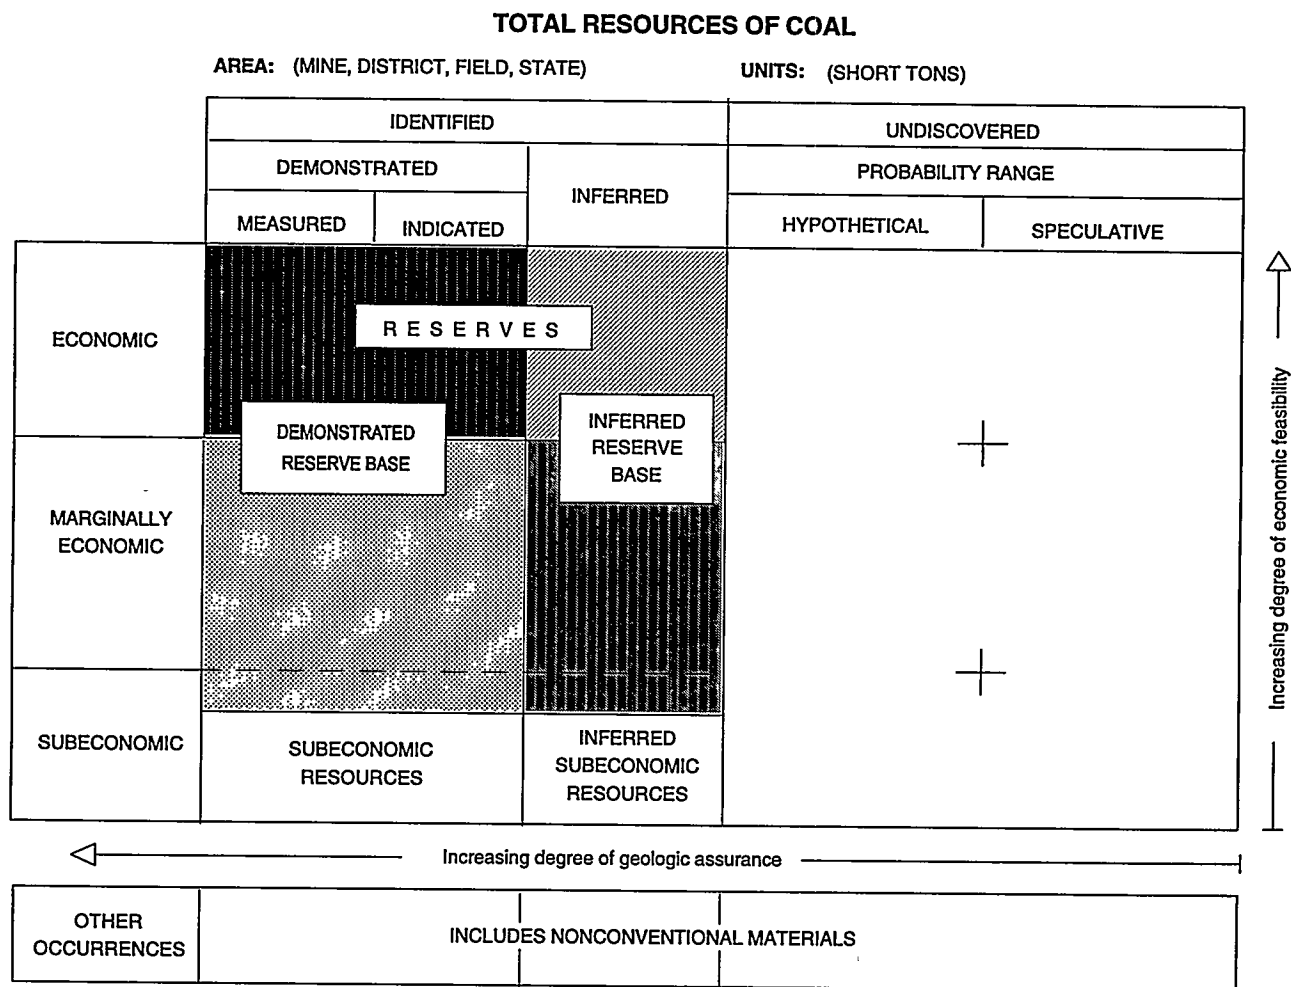 TOTAL RESOURCES OF COAL
AREA: (MINE, DISTRICT, FIELD, STATE) UNITS: (SHORT TONS)
IDENTIFIED
UNDISCOVERED
DEMONSTRATED
INFERRED
PROBABILITY RANGE
MEASURED
INDICATED
HYPOTHETICAL
SPECULATIVE
ECONOMIC
RESERVES
DEMONSTRATED
RESERVE BASE
INFERRED
RESERVE
BASE
MARGINALLY
ECONOMIC
SUBECONOMIC
SUBECONOMIC
RESOURCES
INFERRED
SUBECONOMIC
RESOURCES
Increasing degree of economic feasibility
Increasing degree of geologic assurance
OTHER
OCCURRENCES
INCLUDES NONCONVENTIONAL MATERIALS